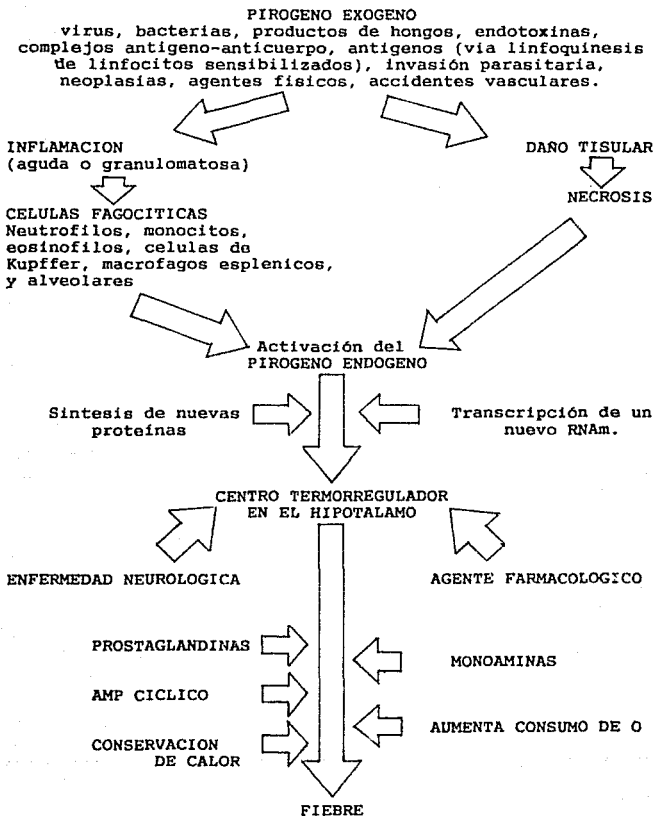 PIROGENO EXOGENO
virus, bacterias, productos de hongos, endotoxinas,
complejos antigeno-anticuerpo, antigenos (via linfoquinesis
de linfocitos sensibilizados), invasión parasitaria,
neoplasias, agentes fisicos, accidentes vasculares.
INFLAMACION
(aguda o granulomatosa)
DAÑO TISULAR
NECROSIS
CELULAS FAGOCITICAS
Neutrofilos, monocitos,
eosinofilos, celulas de
Kupffer, macrofagos esplenicos,
y alveolares
Activación del
PIROGENO ENDOGENO
Sintesis de nuevas
proteinas
Transcripción de un
nuevo RNAm.
CENTRO TERMORREGULADOR
EN EL HIPOTALAMO
ENFERMEDAD NEUROLOGICA
AGENTE FARMACOLOGICO
PROSTAGLANDINAS
MONOAMINAS
AMP CICLICO
AUMENTA CONSUMO DE O
CONSERVACION
DE CALOR
FIEBRE